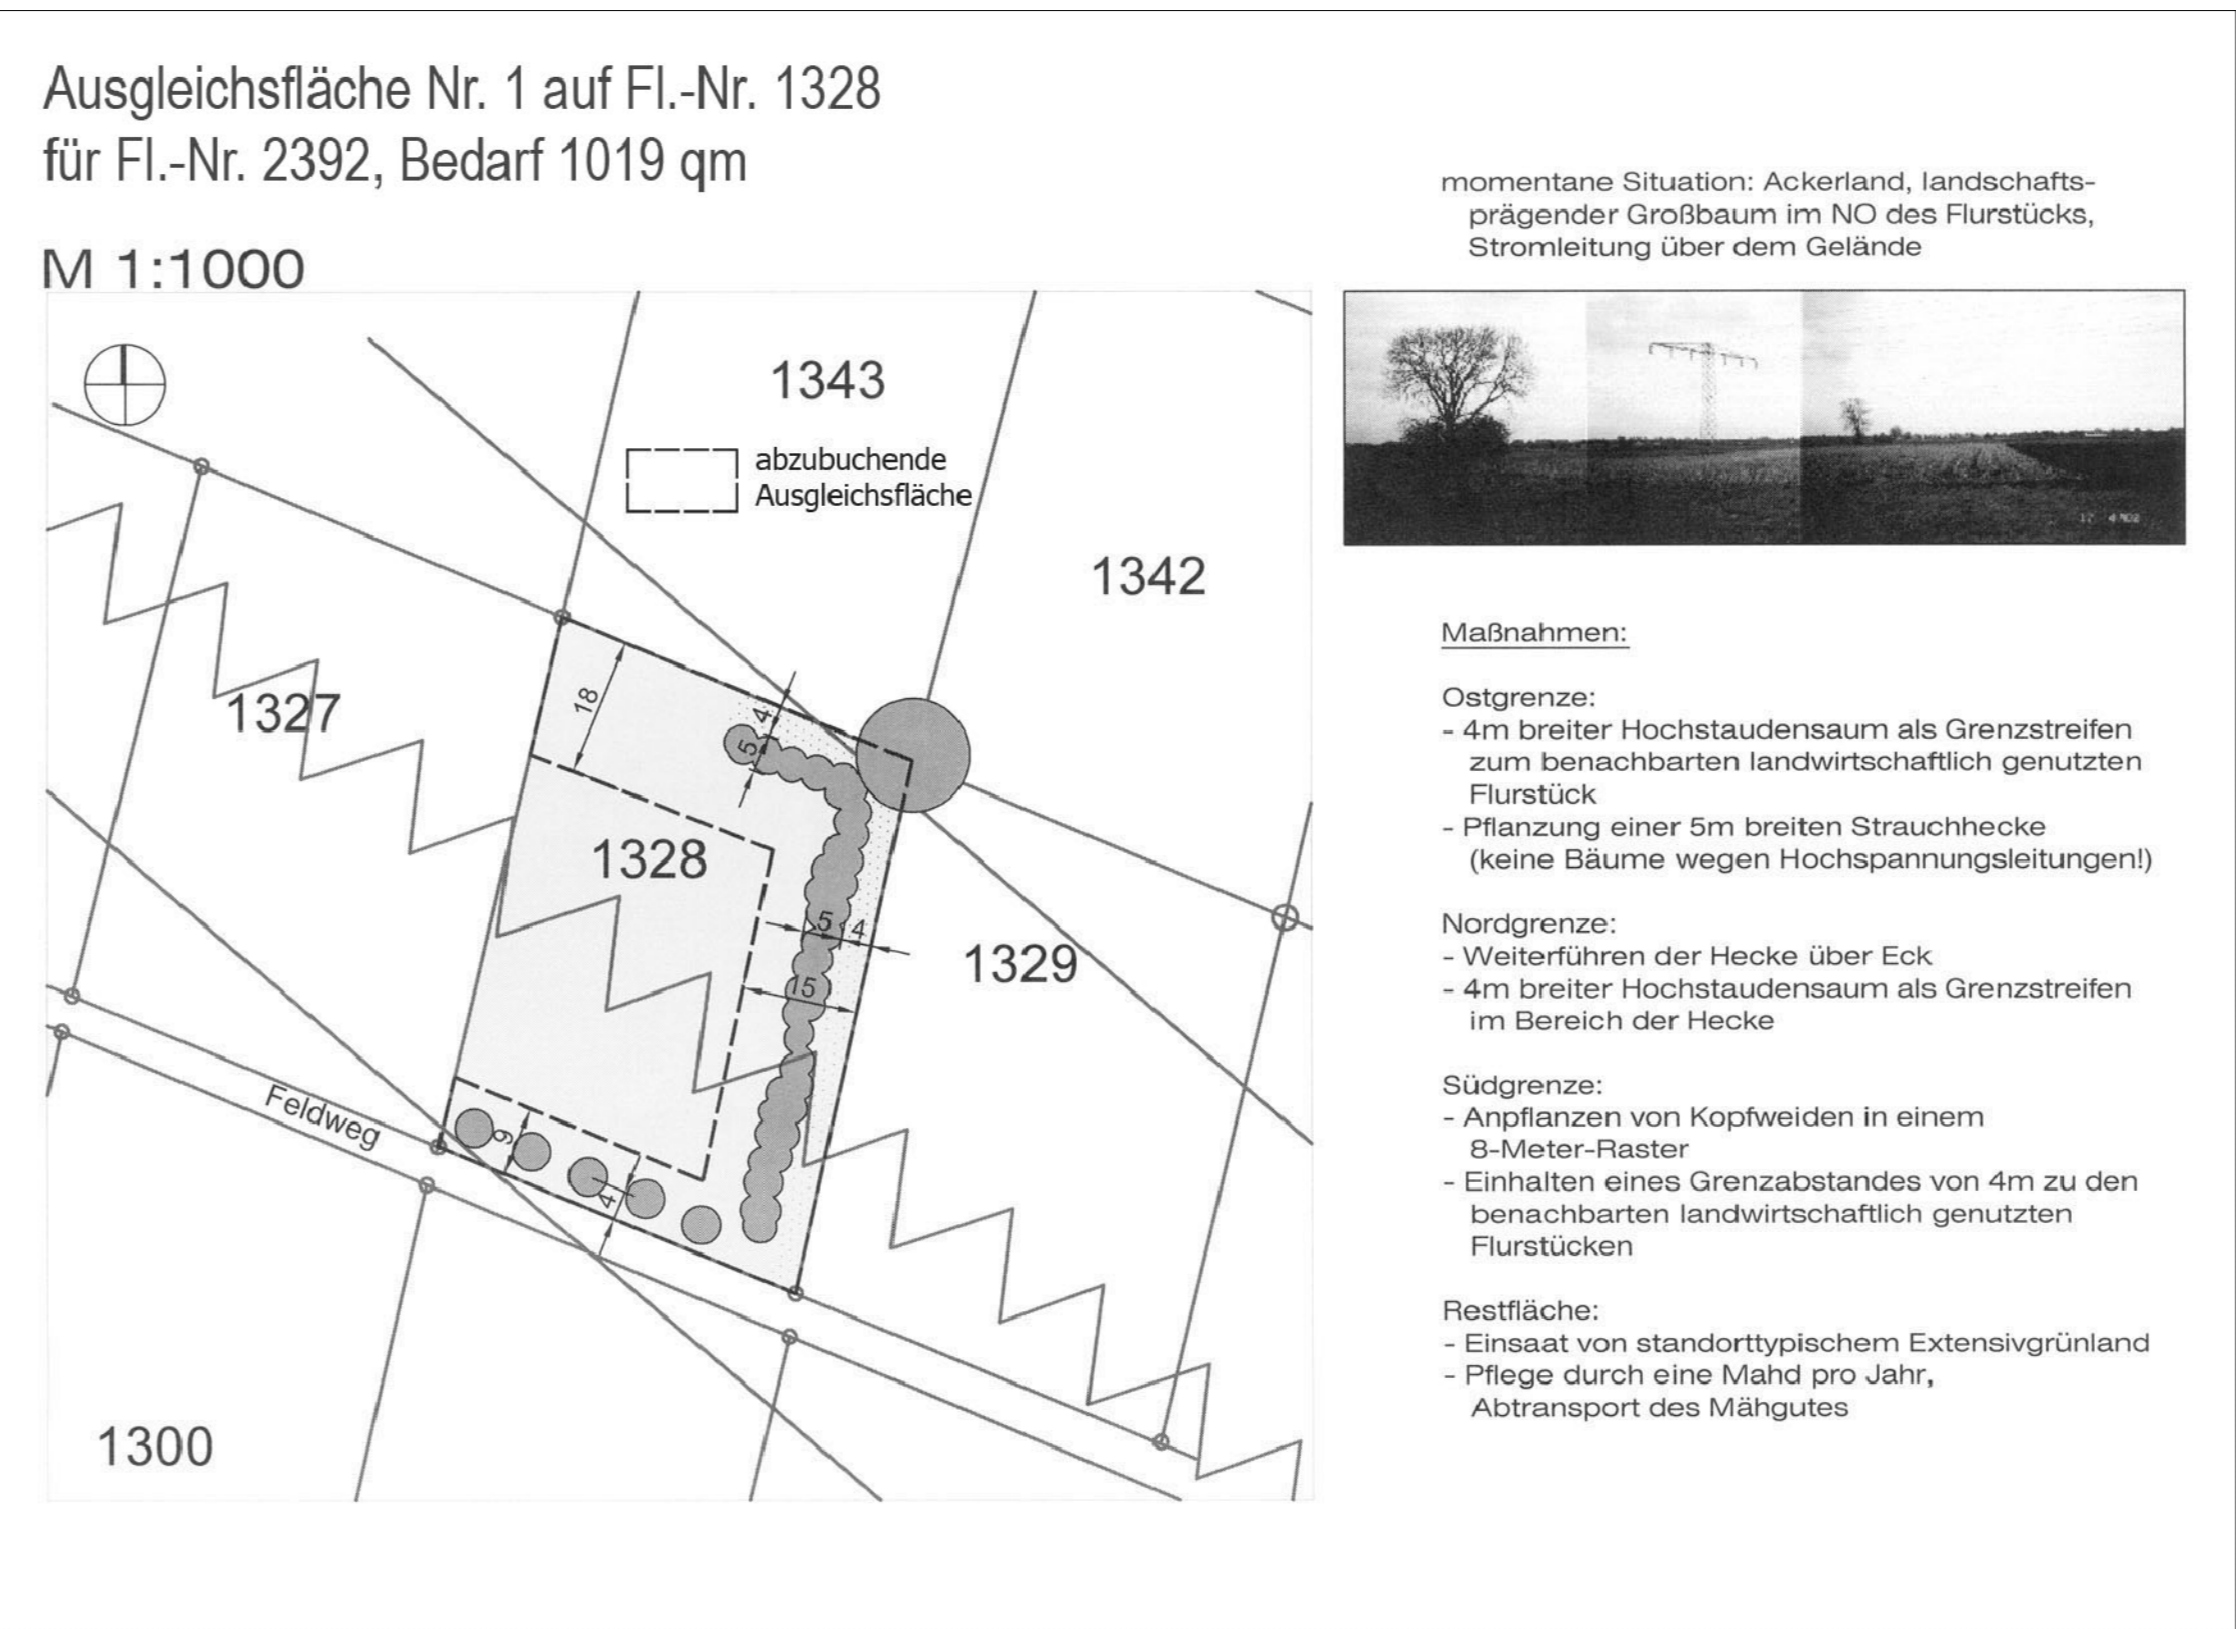 Ausgleichsfläche Nr. 1 auf Fl.-Nr. 1328
für Fl.-Nr. 2392, Bedarf 1019 qm
M 1:1000
momentane Situation: Ackerland, landschafts-
prägender Großbaum im NO des Flurstücks,
Stromleitung über dem Gelände
1343
abzubuchende
Ausgleichsfläche
1342
18
4
5
1327
1328
5
4
1329
15
Feldweg
9
4
1300
Maßnahmen:
Ostgrenze:
- 4m breiter Hochstaudensaum als Grenzstreifen
zum benachbarten landwirtschaftlich genutzten
Flurstück
- Pflanzung einer 5m breiten Strauchhecke
(keine Bäume wegen Hochspannungsleitungen!)
Nordgrenze:
- Weiterführen der Hecke über Eck
- 4m breiter Hochstaudensaum als Grenzstreifen
im Bereich der Hecke
Südgrenze:
- Anpflanzen von Kopfweiden in einem
8-Meter-Raster
- Einhalten eines Grenzabstandes von 4m zu den
benachbarten landwirtschaftlich genutzten
Flurstücken
Restfläche:
- Einsaat von standorttypischem Extensivgrünland
- Pflege durch eine Mahd pro Jahr,
Abtransport des Mähgutes